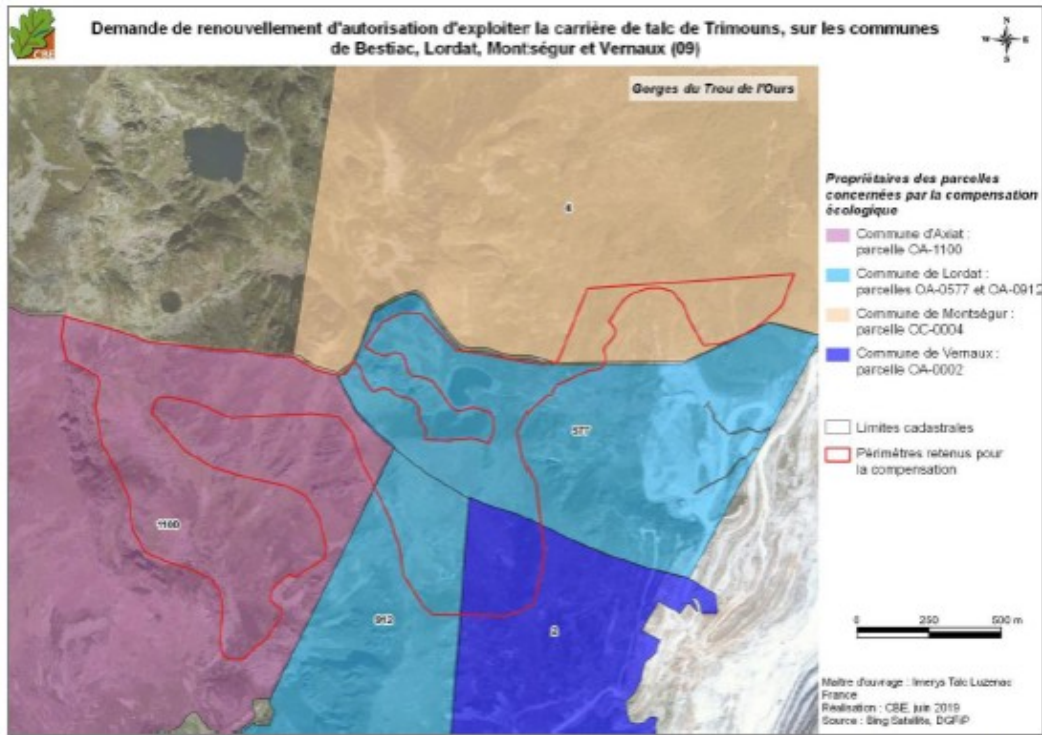 Demande de renouvellement d'autorisation d'exploiter la carrière de talc de Trimouns, sur les communes
de Bestiac, Lordat, Montségur et Vernaux (09)
N
W E
S
CBE
Gorges du Trou de l'Ours
4
577
1100
912
2
Propriétaires des parcelles
concernées par la compensation
écologique
Commune d'Axiat :
parcelle OA-1100
Commune de Lordat :
parcelles OA-0577 et OA-0912
Commune de Montségur :
parcelle OC-0004
Commune de Vernaux :
parcelle OA-0002
Limites cadastrales
Périmètres retenus pour
la compensation
0 250 500 m
Maître d'ouvrage : Imerys Talc Luzenac
France
Réalisation : CBE, juin 2019
Source : Bing Satellite, DGFiP